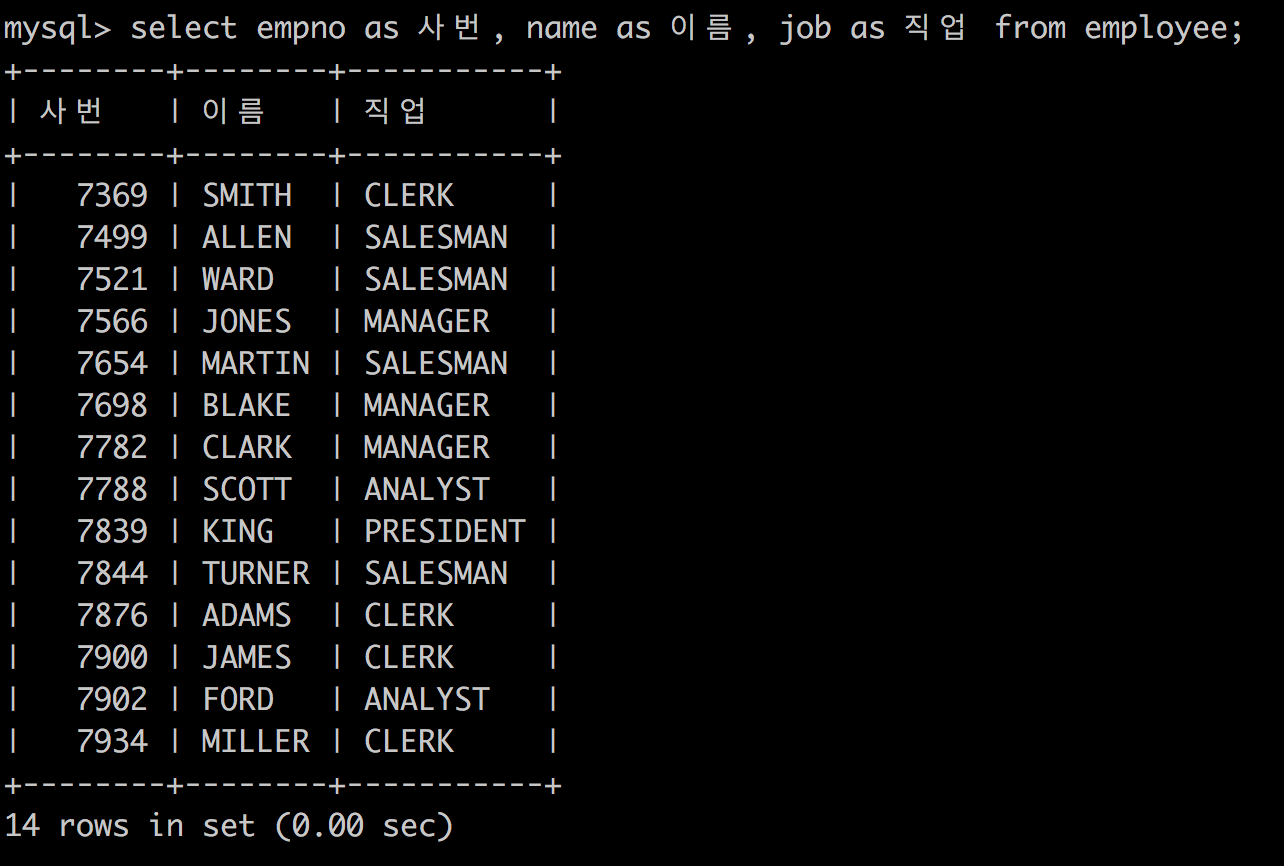 mysql> select empno as 사번, name as 이름, job as 직업 from employee;
+--------+--------+-----------+
| 사번   | 이름   | 직업      |
+--------+--------+-----------+
|   7369 | SMITH  | CLERK     |
|   7499 | ALLEN  | SALESMAN  |
|   7521 | WARD   | SALESMAN  |
|   7566 | JONES  | MANAGER   |
|   7654 | MARTIN | SALESMAN  |
|   7698 | BLAKE  | MANAGER   |
|   7782 | CLARK  | MANAGER   |
|   7788 | SCOTT  | ANALYST   |
|   7839 | KING   | PRESIDENT |
|   7844 | TURNER | SALESMAN  |
|   7876 | ADAMS  | CLERK     |
|   7900 | JAMES  | CLERK     |
|   7902 | FORD   | ANALYST   |
|   7934 | MILLER | CLERK     |
+--------+--------+-----------+
14 rows in set (0.00 sec)